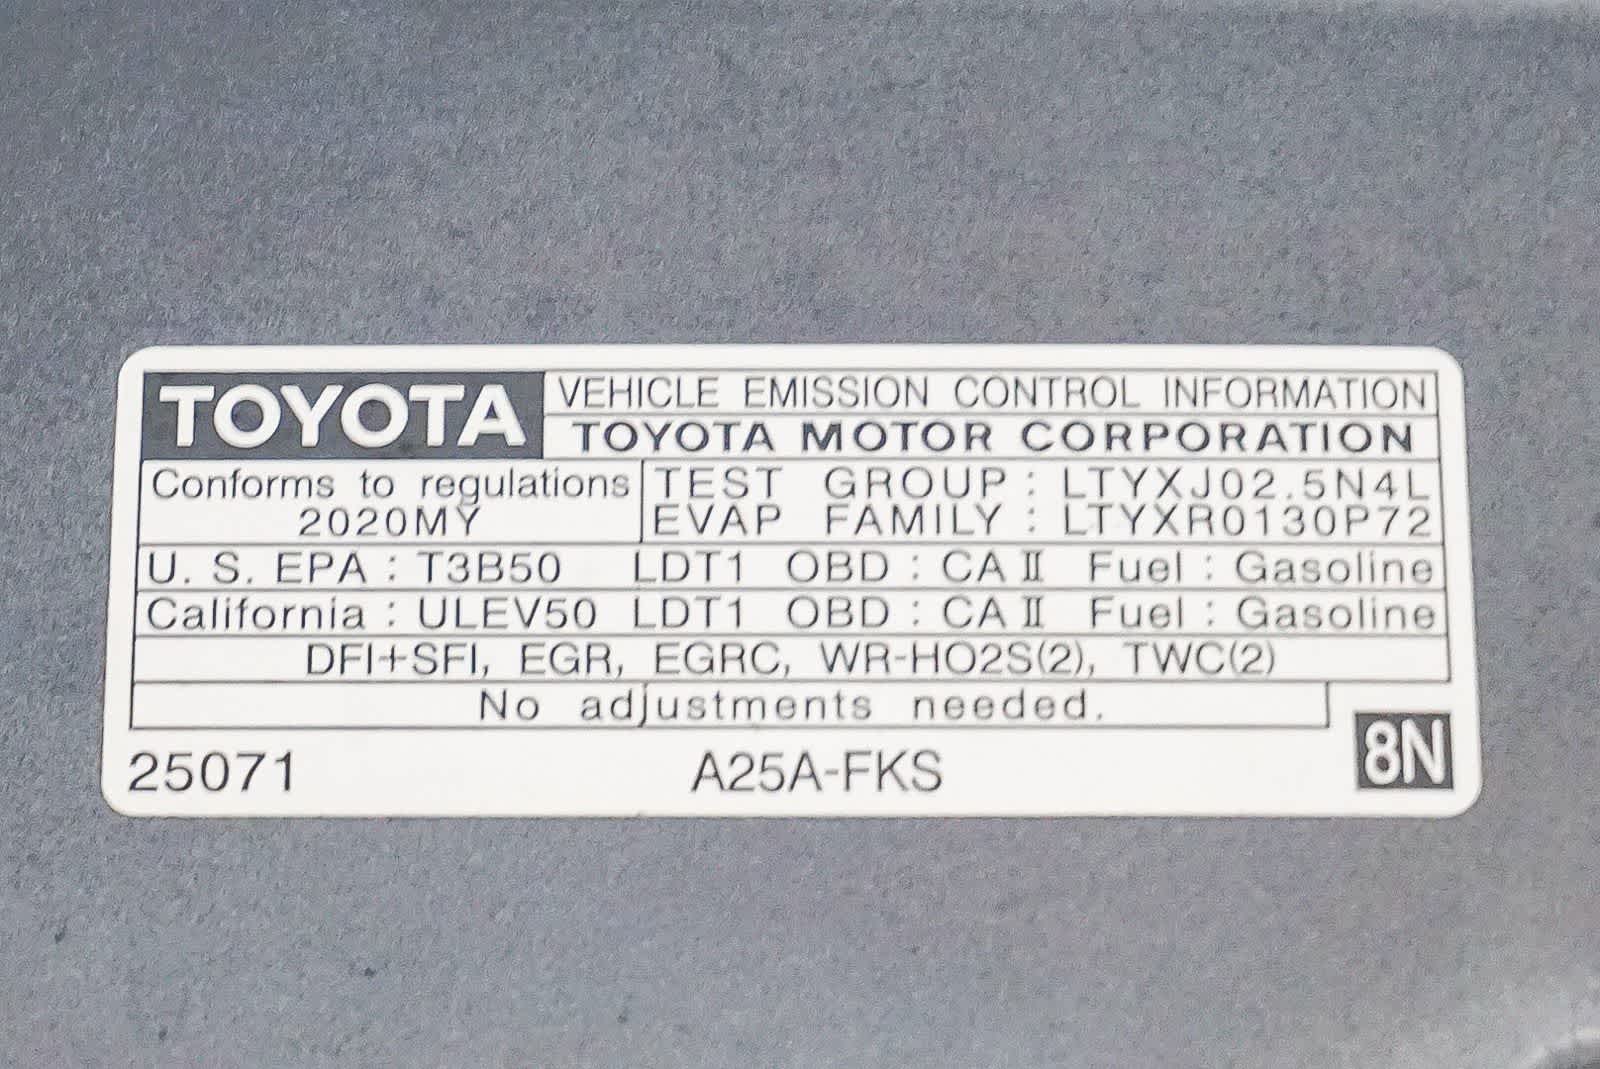 TOYOTA
VEHICLE EMISSION CONTROL INFORMATION
TOYOTA MOTOR CORPORATION
Conforms to regulations
2020MY
TEST GROUP : LTYXJ02.5N4L
EVAP FAMILY : LTYXR0130P72
U. S. EPA : T3B50 LDT1 OBD : CA II Fuel : Gasoline
California : ULEV50 LDT1 OBD : CA II Fuel : Gasoline
DFI+SFI, EGR, EGRC, WR-HO2S(2), TWC(2)
No adjustments needed.
25071 A25A-FKS 8N